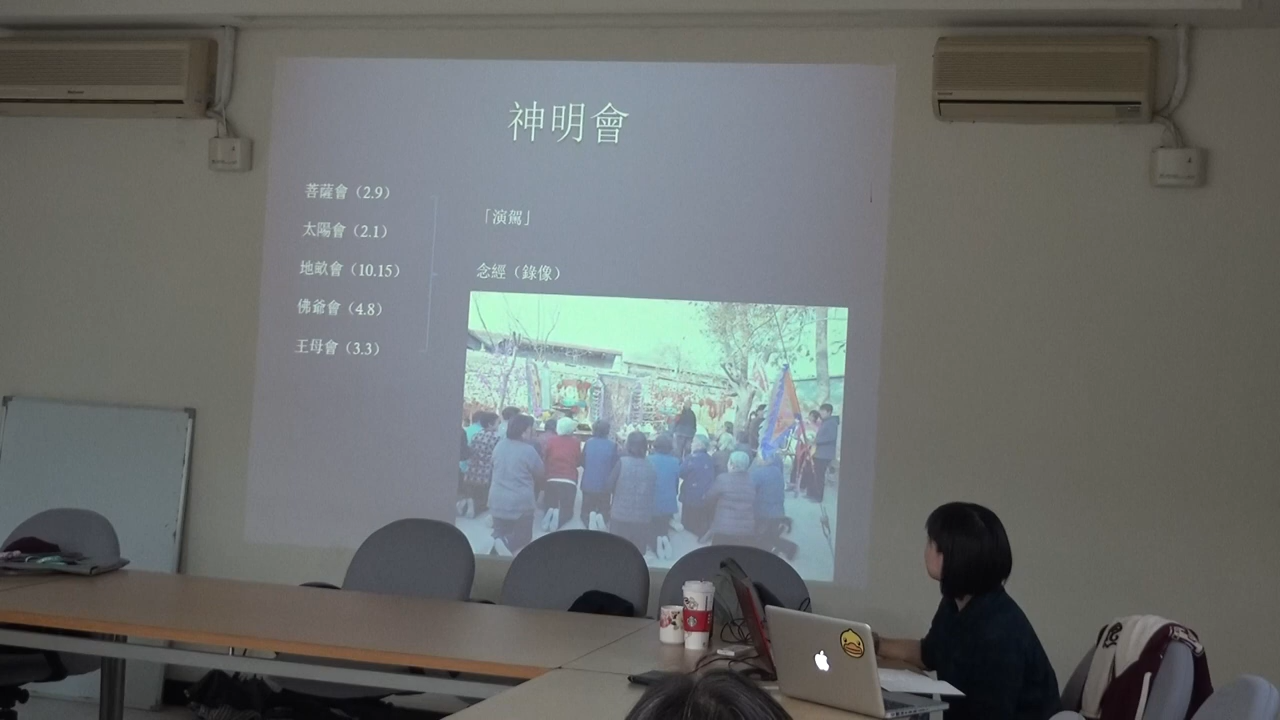 神明會
菩薩會（2.9）
太陽會（2.1）
地畝會（10.15）
佛爺會（4.8）
王母會（3.3）
「演駕」
念經（錄像）